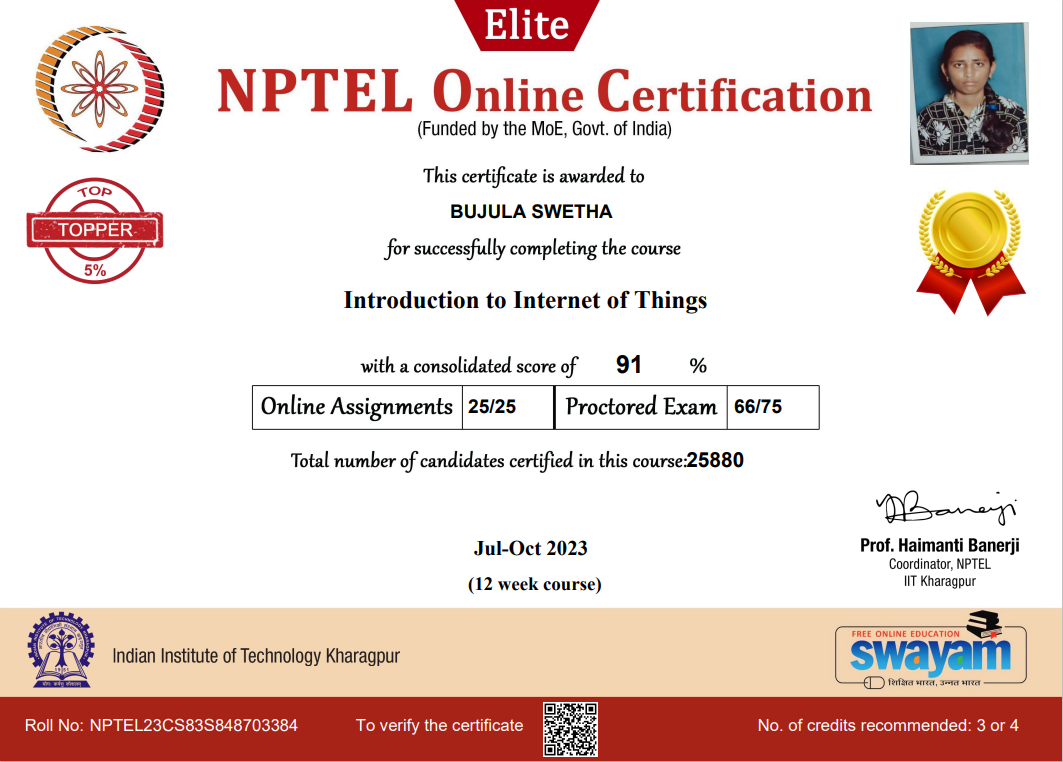 Elite
NPTEL Online Certification
(Funded by the MoE, Govt. of India)
This certificate is awarded to
BUJULA SWETHA
for successfully completing the course
TOP
TOPPER
5%
Introduction to Internet of Things
with a consolidated score of 91 %
Online Assignments 25/25 Proctored Exam 66/75
Total number of candidates certified in this course:25880
Jul-Oct 2023
(12 week course)
Prof. Haimanti Banerji
Coordinator, NPTEL
IIT Kharagpur
Indian Institute of Technology Kharagpur
FREE ONLINE EDUCATION
swayam
शिक्षित भारत, उन्नत भारत
Roll No: NPTEL23CS83S848703384
To verify the certificate
No. of credits recommended: 3 or 4